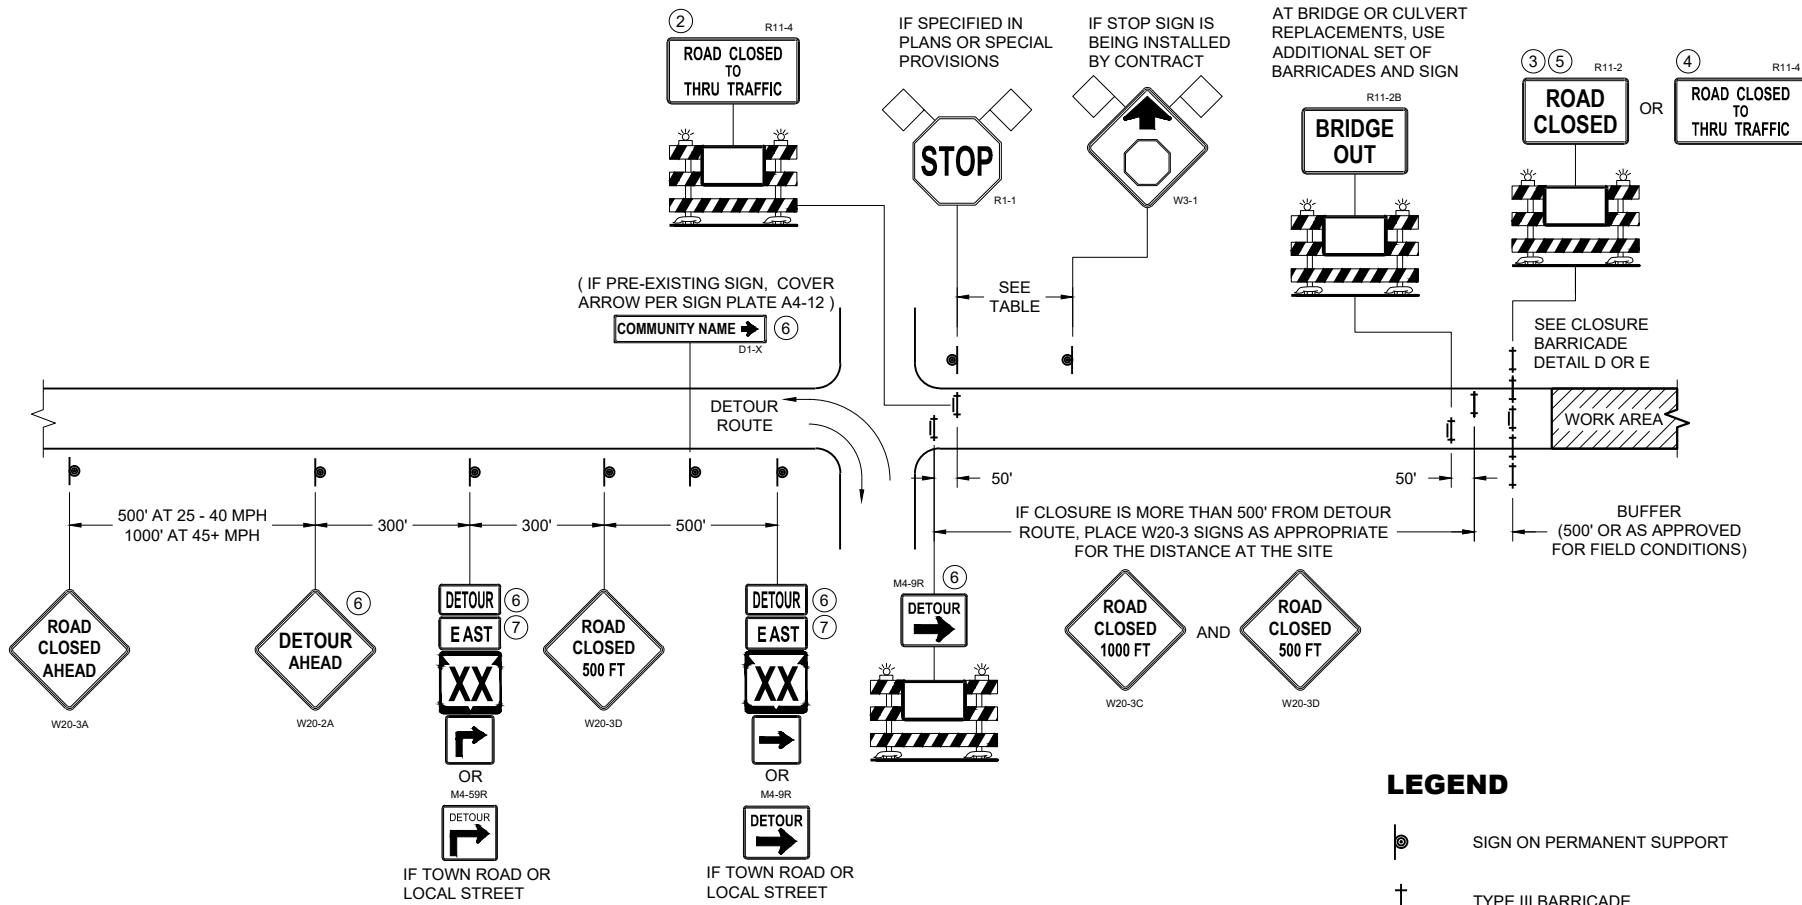 ②
R11-4
ROAD CLOSED
TO
THRU TRAFFIC
IF SPECIFIED IN
PLANS OR SPECIAL
PROVISIONS
STOP
R1-1
IF STOP SIGN IS
BEING INSTALLED
BY CONTRACT
W3-1
AT BRIDGE OR CULVERT
REPLACEMENTS, USE
ADDITIONAL SET OF
BARRICADES AND SIGN
R11-2B
BRIDGE
OUT
③ ⑤
R11-2
ROAD
CLOSED
OR
④
R11-4
ROAD CLOSED
TO
THRU TRAFFIC
( IF PRE-EXISTING SIGN, COVER
ARROW PER SIGN PLATE A4-12 )
COMMUNITY NAME
⑥
D1-X
SEE
TABLE
SEE CLOSURE
BARRICADE
DETAIL D OR E
DETOUR
ROUTE
WORK AREA
500' AT 25 - 40 MPH
1000' AT 45+ MPH
300'
300'
500'
50'
50'
IF CLOSURE IS MORE THAN 500' FROM DETOUR
ROUTE, PLACE W20-3 SIGNS AS APPROPRIATE
FOR THE DISTANCE AT THE SITE
BUFFER
(500' OR AS APPROVED
FOR FIELD CONDITIONS)
ROAD
CLOSED
AHEAD
W20-3A
⑥
DETOUR
AHEAD
W20-2A
DETOUR
⑥
EAST
⑦
XX
OR
M4-59R
DETOUR
IF TOWN ROAD OR
LOCAL STREET
ROAD
CLOSED
500 FT
W20-3D
DETOUR
⑥
EAST
⑦
XX
OR
M4-9R
DETOUR
IF TOWN ROAD OR
LOCAL STREET
M4-9R
⑥
DETOUR
ROAD
CLOSED
1000 FT
W20-3C
AND
ROAD
CLOSED
500 FT
W20-3D
LEGEND
SIGN ON PERMANENT SUPPORT
TYPE III BARRICADE